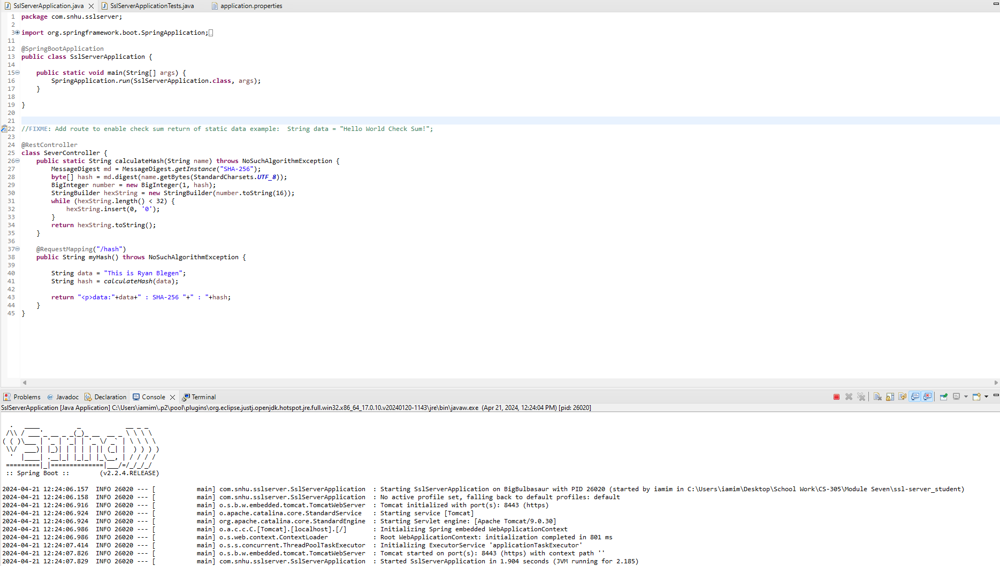 SslServerApplication.java SslServerApplicationTests.java application.properties
1 package com.snhu.sslserver;
2
3 import org.springframework.boot.SpringApplication;
11
12 @SpringBootApplication
13 public class SslServerApplication {
14
15 public static void main(String[] args) {
16 SpringApplication.run(SslServerApplication.class, args);
17 }
18
19 }
20
21
22 //FIXME: Add route to enable check sum return of static data example:  String data = "Hello World Check Sum!";
23
24 @RestController
25 class SeverController {
26 public static String calculateHash(String name) throws NoSuchAlgorithmException {
27 MessageDigest md = MessageDigest.getInstance("SHA-256");
28 byte[] hash = md.digest(name.getBytes(StandardCharsets.UTF_8));
29 BigInteger number = new BigInteger(1, hash);
30 StringBuilder hexString = new StringBuilder(number.toString(16));
31 while (hexString.length() < 32) {
32 hexString.insert(0, '0');
33 }
34 return hexString.toString();
35 }
36
37 @RequestMapping("/hash")
38 public String myHash() throws NoSuchAlgorithmException {
39
40 String data = "This is Ryan Blegen";
41 String hash = calculateHash(data);
42
43 return "<p>data:"+data+" : SHA-256 "+" : "+hash;
44 }
45 }
Problems @ Javadoc Declaration Console Terminal
SslServerApplication [Java Application] C:\Users\iamim\.p2\pool\plugins\org.eclipse.justj.openjdk.hotspot.jre.full.win32.x86_64_17.0.10.v20240120-1143\jre\bin\javaw.exe (Apr 21, 2024, 12:24:04 PM) [pid: 26020]
  .   ____          _            __ _ _
 /\\ / ___'_ __ _ _(_)_ __  __ _ \ \ \ \
( ( )\___ | '_ | '_| | '_ \/ _` | \ \ \ \
 \\/  ___)| |_)| | | | | || (_| |  ) ) ) )
  '  |____| .__|_| |_|_| |_\__, | / / / /
 =========|_|==============|___/=/_/_/_/
 :: Spring Boot ::        (v2.2.4.RELEASE)
2024-04-21 12:24:06.157  INFO 26020 --- [           main] com.snhu.sslserver.SslServerApplication  : Starting SslServerApplication on BigBulbasaur with PID 26020 (started by iamim in C:\Users\iamim\Desktop\School Work\CS-305\Module Seven\ssl-server_student)
2024-04-21 12:24:06.158  INFO 26020 --- [           main] com.snhu.sslserver.SslServerApplication  : No active profile set, falling back to default profiles: default
2024-04-21 12:24:06.916  INFO 26020 --- [           main] o.s.b.w.embedded.tomcat.TomcatWebServer  : Tomcat initialized with port(s): 8443 (https)
2024-04-21 12:24:06.924  INFO 26020 --- [           main] o.apache.catalina.core.StandardService   : Starting service [Tomcat]
2024-04-21 12:24:06.924  INFO 26020 --- [           main] org.apache.catalina.core.StandardEngine  : Starting Servlet engine: [Apache Tomcat/9.0.30]
2024-04-21 12:24:06.986  INFO 26020 --- [           main] o.a.c.c.C.[Tomcat].[localhost].[/]       : Initializing Spring embedded WebApplicationContext
2024-04-21 12:24:06.986  INFO 26020 --- [           main] o.s.web.context.ContextLoader            : Root WebApplicationContext: initialization completed in 801 ms
2024-04-21 12:24:07.414  INFO 26020 --- [           main] o.s.s.concurrent.ThreadPoolTaskExecutor  : Initializing ExecutorService 'applicationTaskExecutor'
2024-04-21 12:24:07.826  INFO 26020 --- [           main] o.s.b.w.embedded.tomcat.TomcatWebServer  : Tomcat started on port(s): 8443 (https) with context path ''
2024-04-21 12:24:07.829  INFO 26020 --- [           main] com.snhu.sslserver.SslServerApplication  : Started SslServerApplication in 1.904 seconds (JVM running for 2.185)